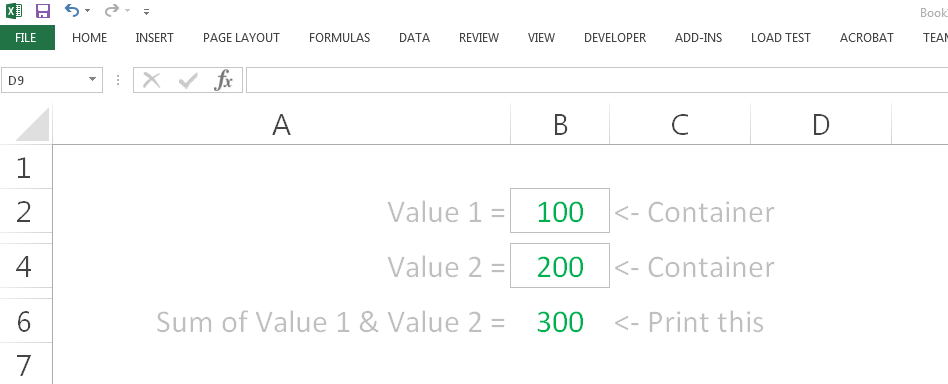 Book
FILE HOME INSERT PAGE LAYOUT FORMULAS DATA REVIEW VIEW DEVELOPER ADD-INS LOAD TEST ACROBAT TEAM
D9 fx
A B C D
1
2 Value 1 = 100 <- Container
4 Value 2 = 200 <- Container
6 Sum of Value 1 & Value 2 = 300 <- Print this
7